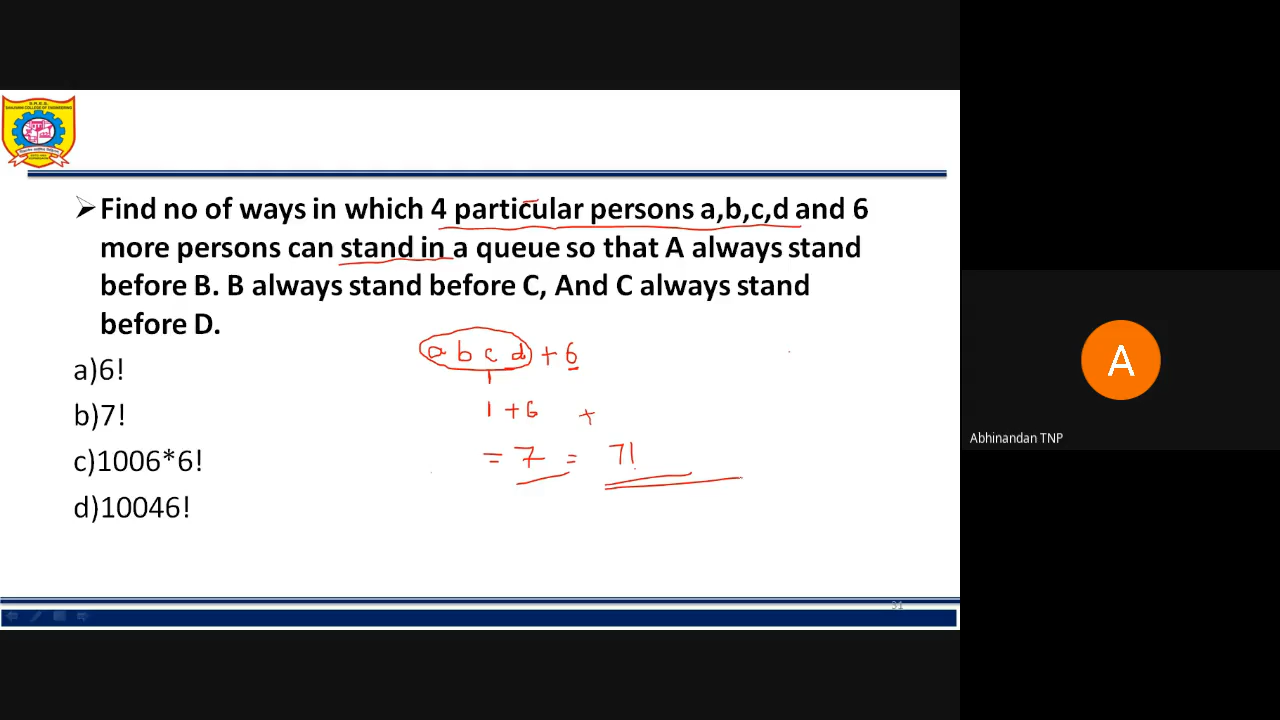 ➢Find no of ways in which 4 particular persons a,b,c,d and 6
more persons can stand in a queue so that A always stand
before B. B always stand before C, And C always stand
before D.
a b c d + 6
a)6!
1 + 6 +
b)7!
= 7 = 7!
c)1006*6!
d)10046!
31
A
Abhinandan TNP